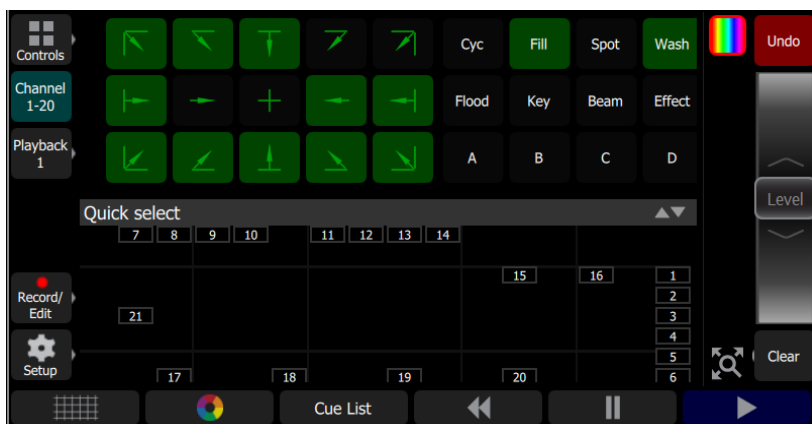 Controls
Channel
1-20
Playback
1
Record/
Edit
Setup
Cyc Fill Spot Wash
Flood Key Beam Effect
A B C D
Quick select
7 8 9 10 11 12 13 14
15 16 1
2
21 3
4
5
17 18 19 20 6
Cue List
Undo
Level
Clear